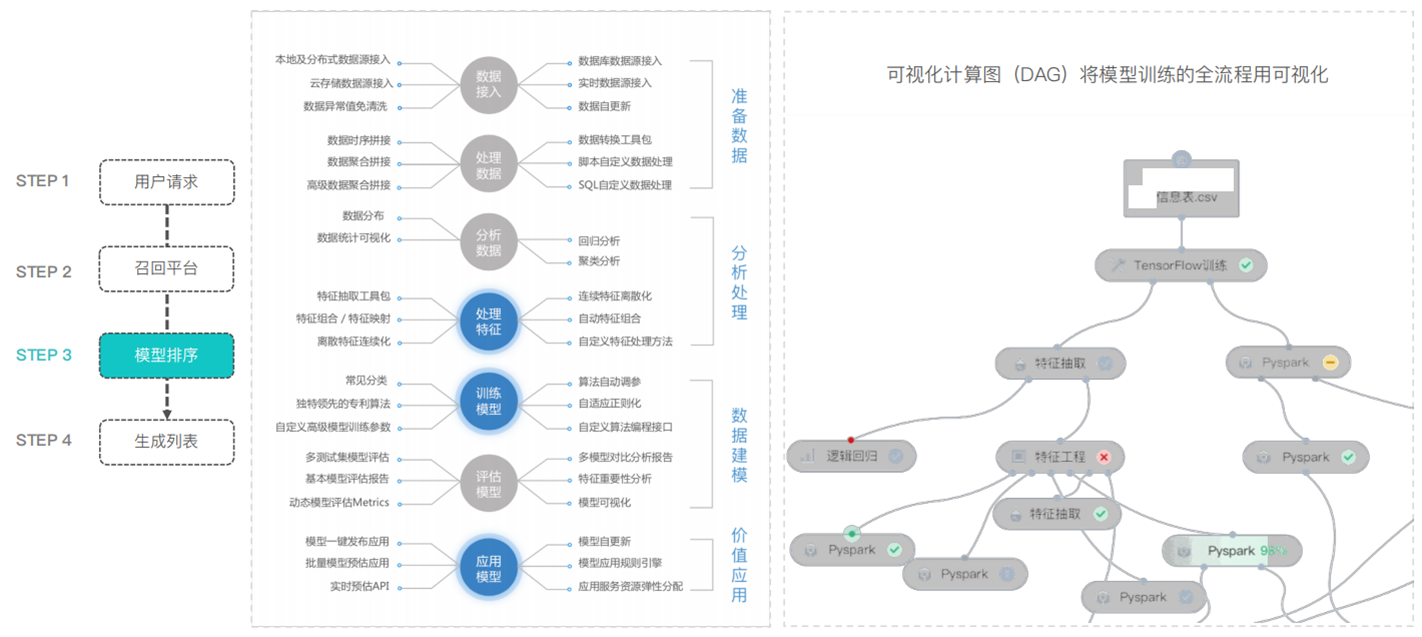 STEP 1
用户请求
STEP 2
召回平台
STEP 3
模型排序
STEP 4
生成列表
本地及分布式数据源接入
云存储数据源接入
数据异常值免清洗
数据
接入
数据库数据源接入
实时数据源接入
数据自更新
数据时序拼接
数据聚合拼接
高级数据聚合拼接
处理
数据
数据转换工具包
脚本自定义数据处理
SQL自定义数据处理
准备数据
数据分布
数据统计可视化
分析
数据
回归分析
聚类分析
特征抽取工具包
特征组合 / 特征映射
离散特征连续化
处理
特征
连续特征离散化
自动特征组合
自定义特征处理方法
分析处理
常见分类
独特领先的专利算法
自定义高级模型训练参数
训练
模型
算法自动调参
自适应正则化
自定义算法编程接口
多测试集模型评估
基本模型评估报告
动态模型评估Metrics
评估
模型
多模型对比分析报告
特征重要性分析
模型可视化
数据建模
模型一键发布应用
批量模型预估应用
实时预估API
应用
模型
模型自更新
模型应用规则引擎
应用服务资源弹性分配
价值应用
可视化计算图（DAG）将模型训练的全流程用可视化
信息表.csv
TensorFlow训练
特征抽取
Pyspark
逻辑回归
特征工程
Pyspark
特征抽取
Pyspark
Pyspark
Pyspark 98%
Pyspark